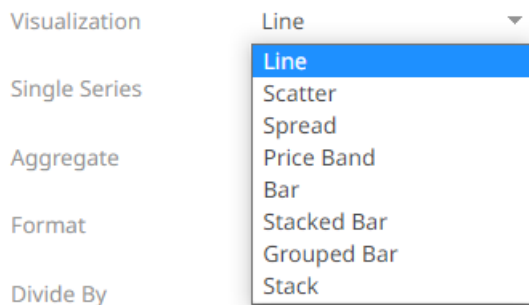 Visualization Line
Line
Single Series
Scatter
Spread
Aggregate
Price Band
Bar
Format
Stacked Bar
Grouped Bar
Divide By
Stack